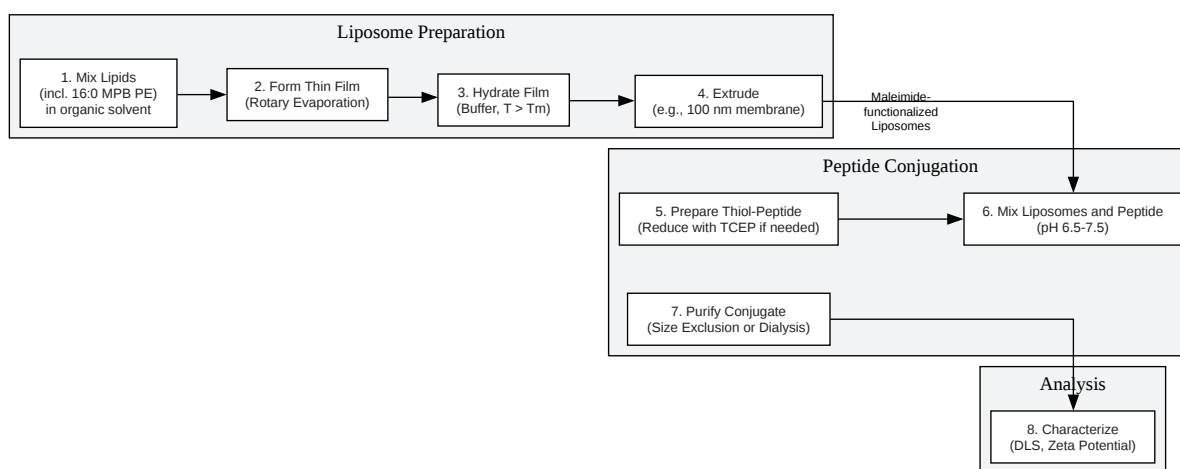 Liposome Preparation
1. Mix Lipids
(incl. 16:0 MPB PE)
in organic solvent
2. Form Thin Film
(Rotary Evaporation)
3. Hydrate Film
(Buffer, T > Tm)
4. Extrude
(e.g., 100 nm membrane)
Maleimide-
functionalized
Liposomes
Peptide Conjugation
5. Prepare Thiol-Peptide
(Reduce with TCEP if needed)
6. Mix Liposomes and Peptide
(pH 6.5-7.5)
7. Purify Conjugate
(Size Exclusion or Dialysis)
Analysis
8. Characterize
(DLS, Zeta Potential)